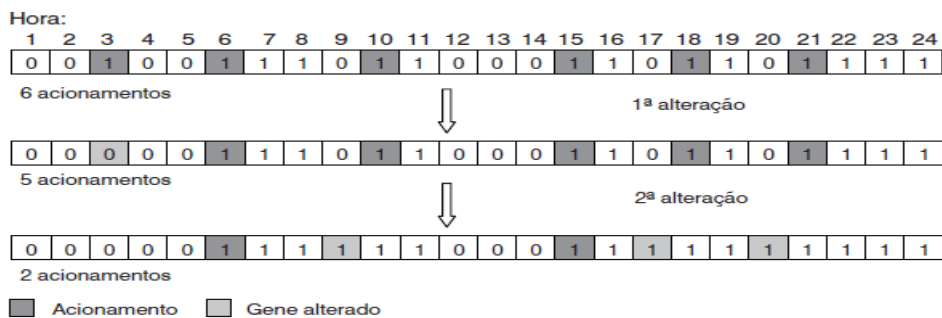 Hora:
1 2 3 4 5 6 7 8 9 10 11 12 13 14 15 16 17 18 19 20 21 22 23 24
0 0 1 0 0 1 1 1 0 1 1 0 0 0 1 1 0 1 1 0 1 1 1 1
6 acionamentos
1ª alteração
0 0 0 0 0 1 1 1 0 1 1 0 0 0 1 1 0 1 1 0 1 1 1 1
5 acionamentos
2ª alteração
0 0 0 0 0 1 1 1 1 1 1 0 0 0 1 1 1 1 1 1 1 1 1 1
2 acionamentos
Acionamento Gene alterado